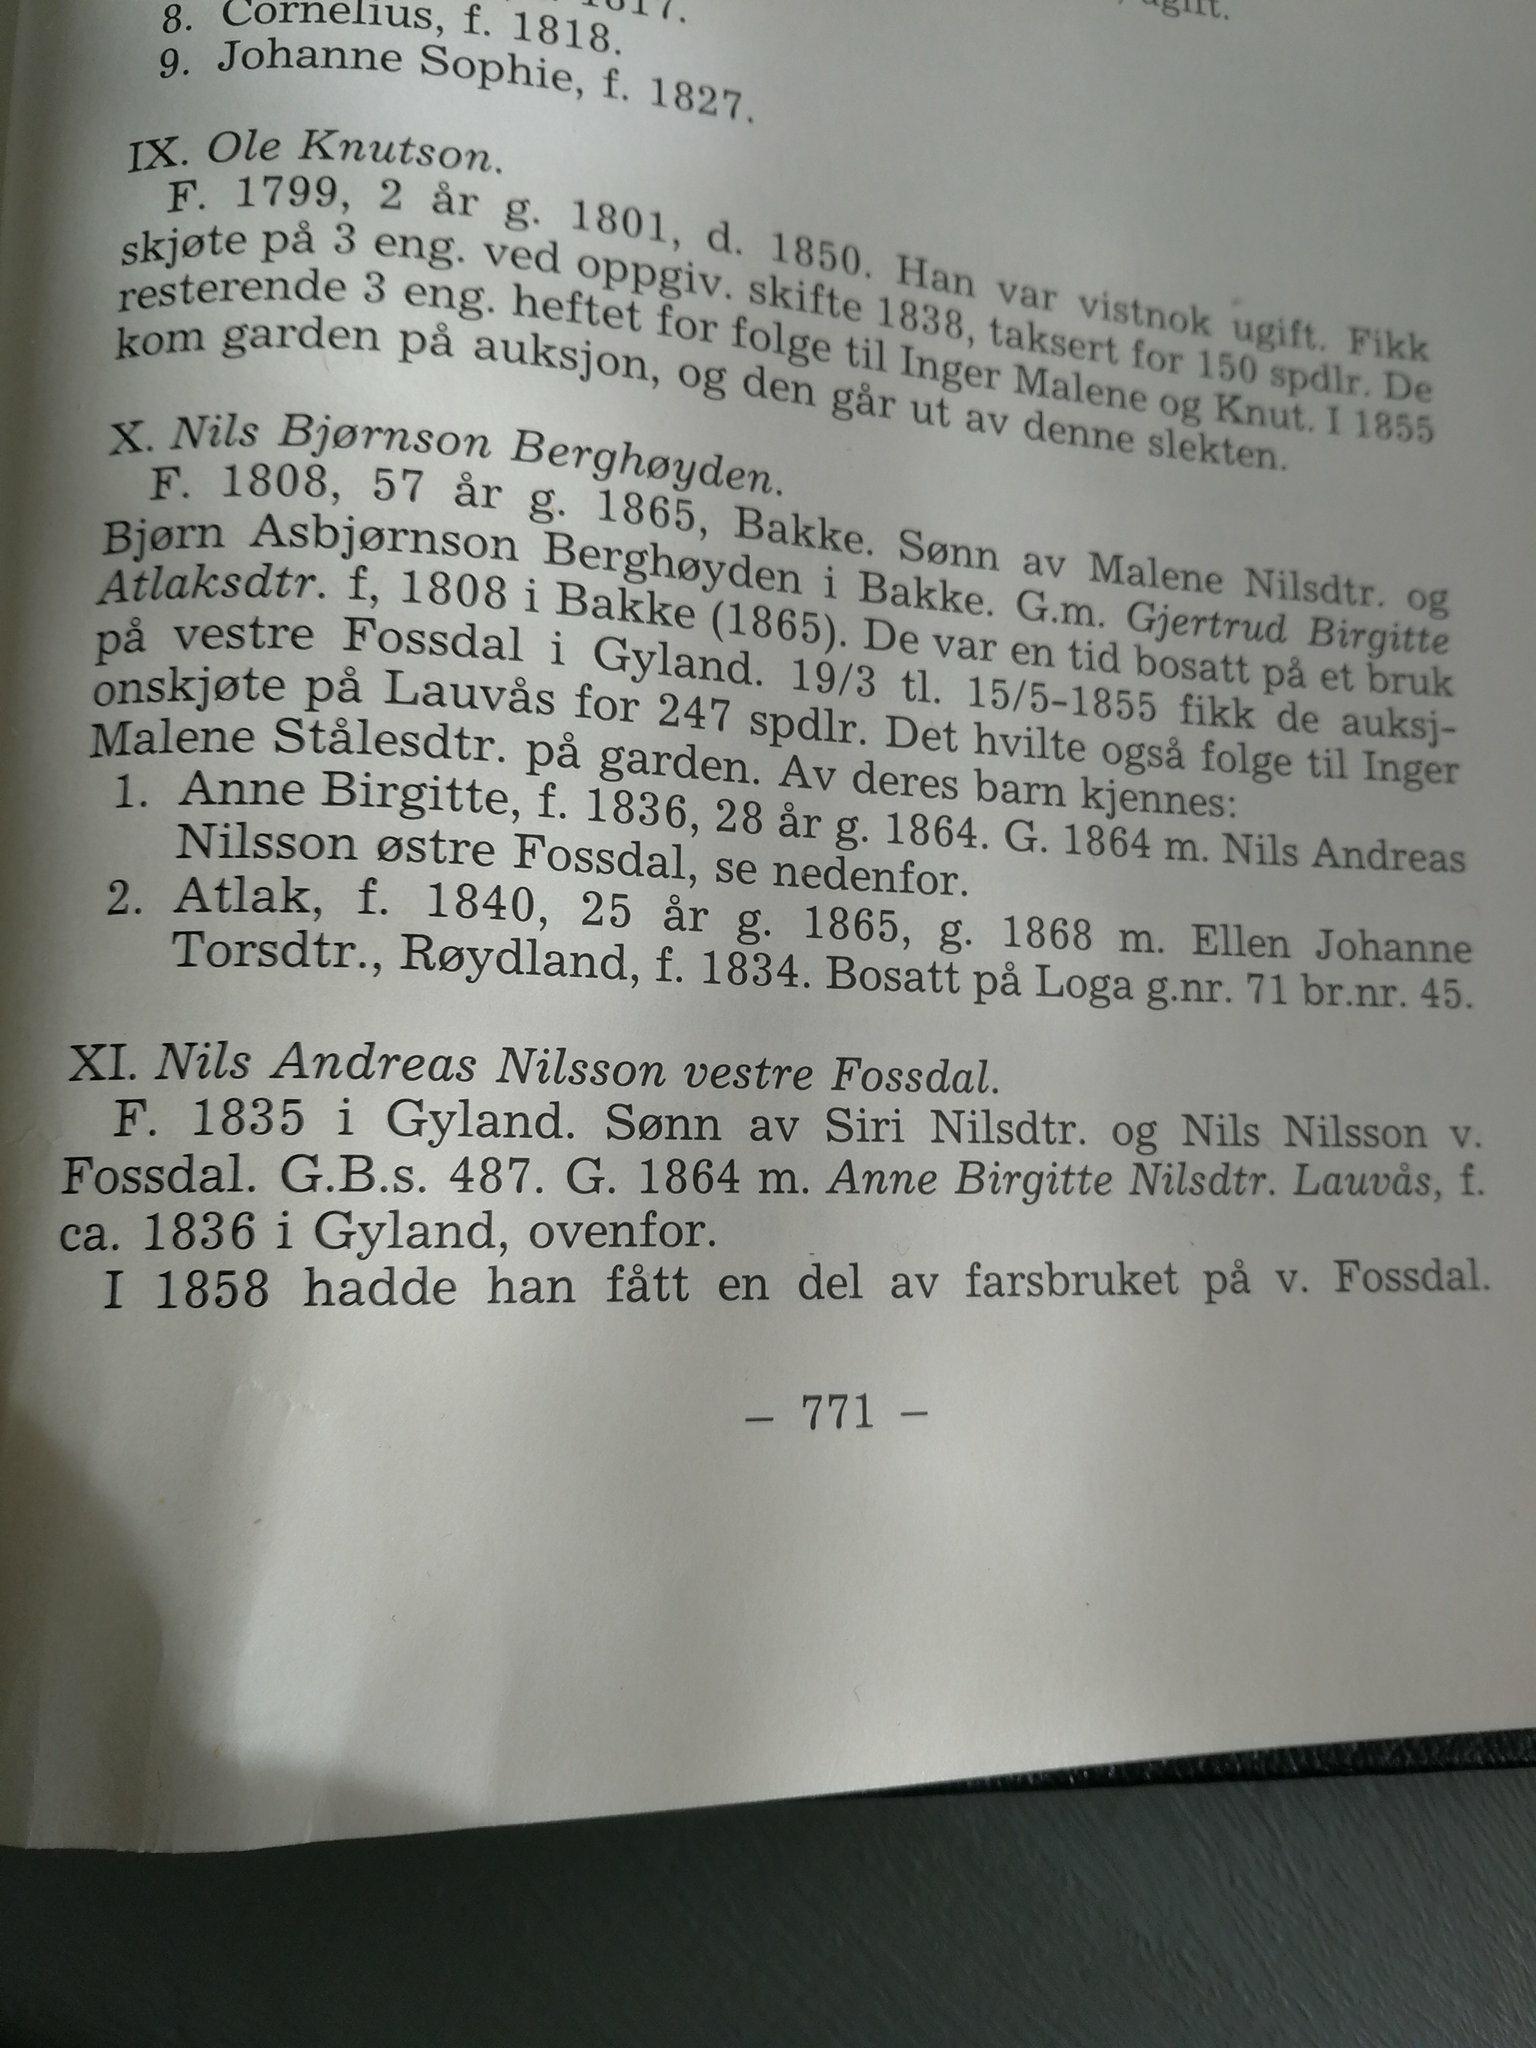 8. Cornelius, f. 1818.
9. Johanne Sophie, f. 1827.
IX. Ole Knutson.
F. 1799, 2 år g. 1801, d. 1850. Han var vistnok ugift. Fikk
skjøte på 3 eng. ved oppgiv. skifte 1838, taksert for 150 spdlr. De
resterende 3 eng. heftet for folge til Inger Malene og Knut. I 1855
kom garden på auksjon, og den går ut av denne slekten.
X. Nils Bjørnson Berghøyden.
F. 1808, 57 år g. 1865, Bakke. Sønn av Malene Nilsdtr. og
Bjørn Asbjørnson Berghøyden i Bakke. G.m. Gjertrud Birgitte
Atlaksdtr. f, 1808 i Bakke (1865). De var en tid bosatt på et bruk
på vestre Fossdal i Gyland. 19/3 tl. 15/5-1855 fikk de auksj-
onskjøte på Lauvås for 247 spdlr. Det hvilte også folge til Inger
Malene Stålesdtr. på garden. Av deres barn kjennes:
1. Anne Birgitte, f. 1836, 28 år g. 1864. G. 1864 m. Nils Andreas
Nilsson østre Fossdal, se nedenfor.
2. Atlak, f. 1840, 25 år g. 1865, g. 1868 m. Ellen Johanne
Torsdtr., Røydland, f. 1834. Bosatt på Loga g.nr. 71 br.nr. 45.
XI. Nils Andreas Nilsson vestre Fossdal.
F. 1835 i Gyland. Sønn av Siri Nilsdtr. og Nils Nilsson v.
Fossdal. G.B.s. 487. G. 1864 m. Anne Birgitte Nilsdtr. Lauvås, f.
ca. 1836 i Gyland, ovenfor.
I 1858 hadde han fått en del av farsbruket på v. Fossdal.
– 771 –